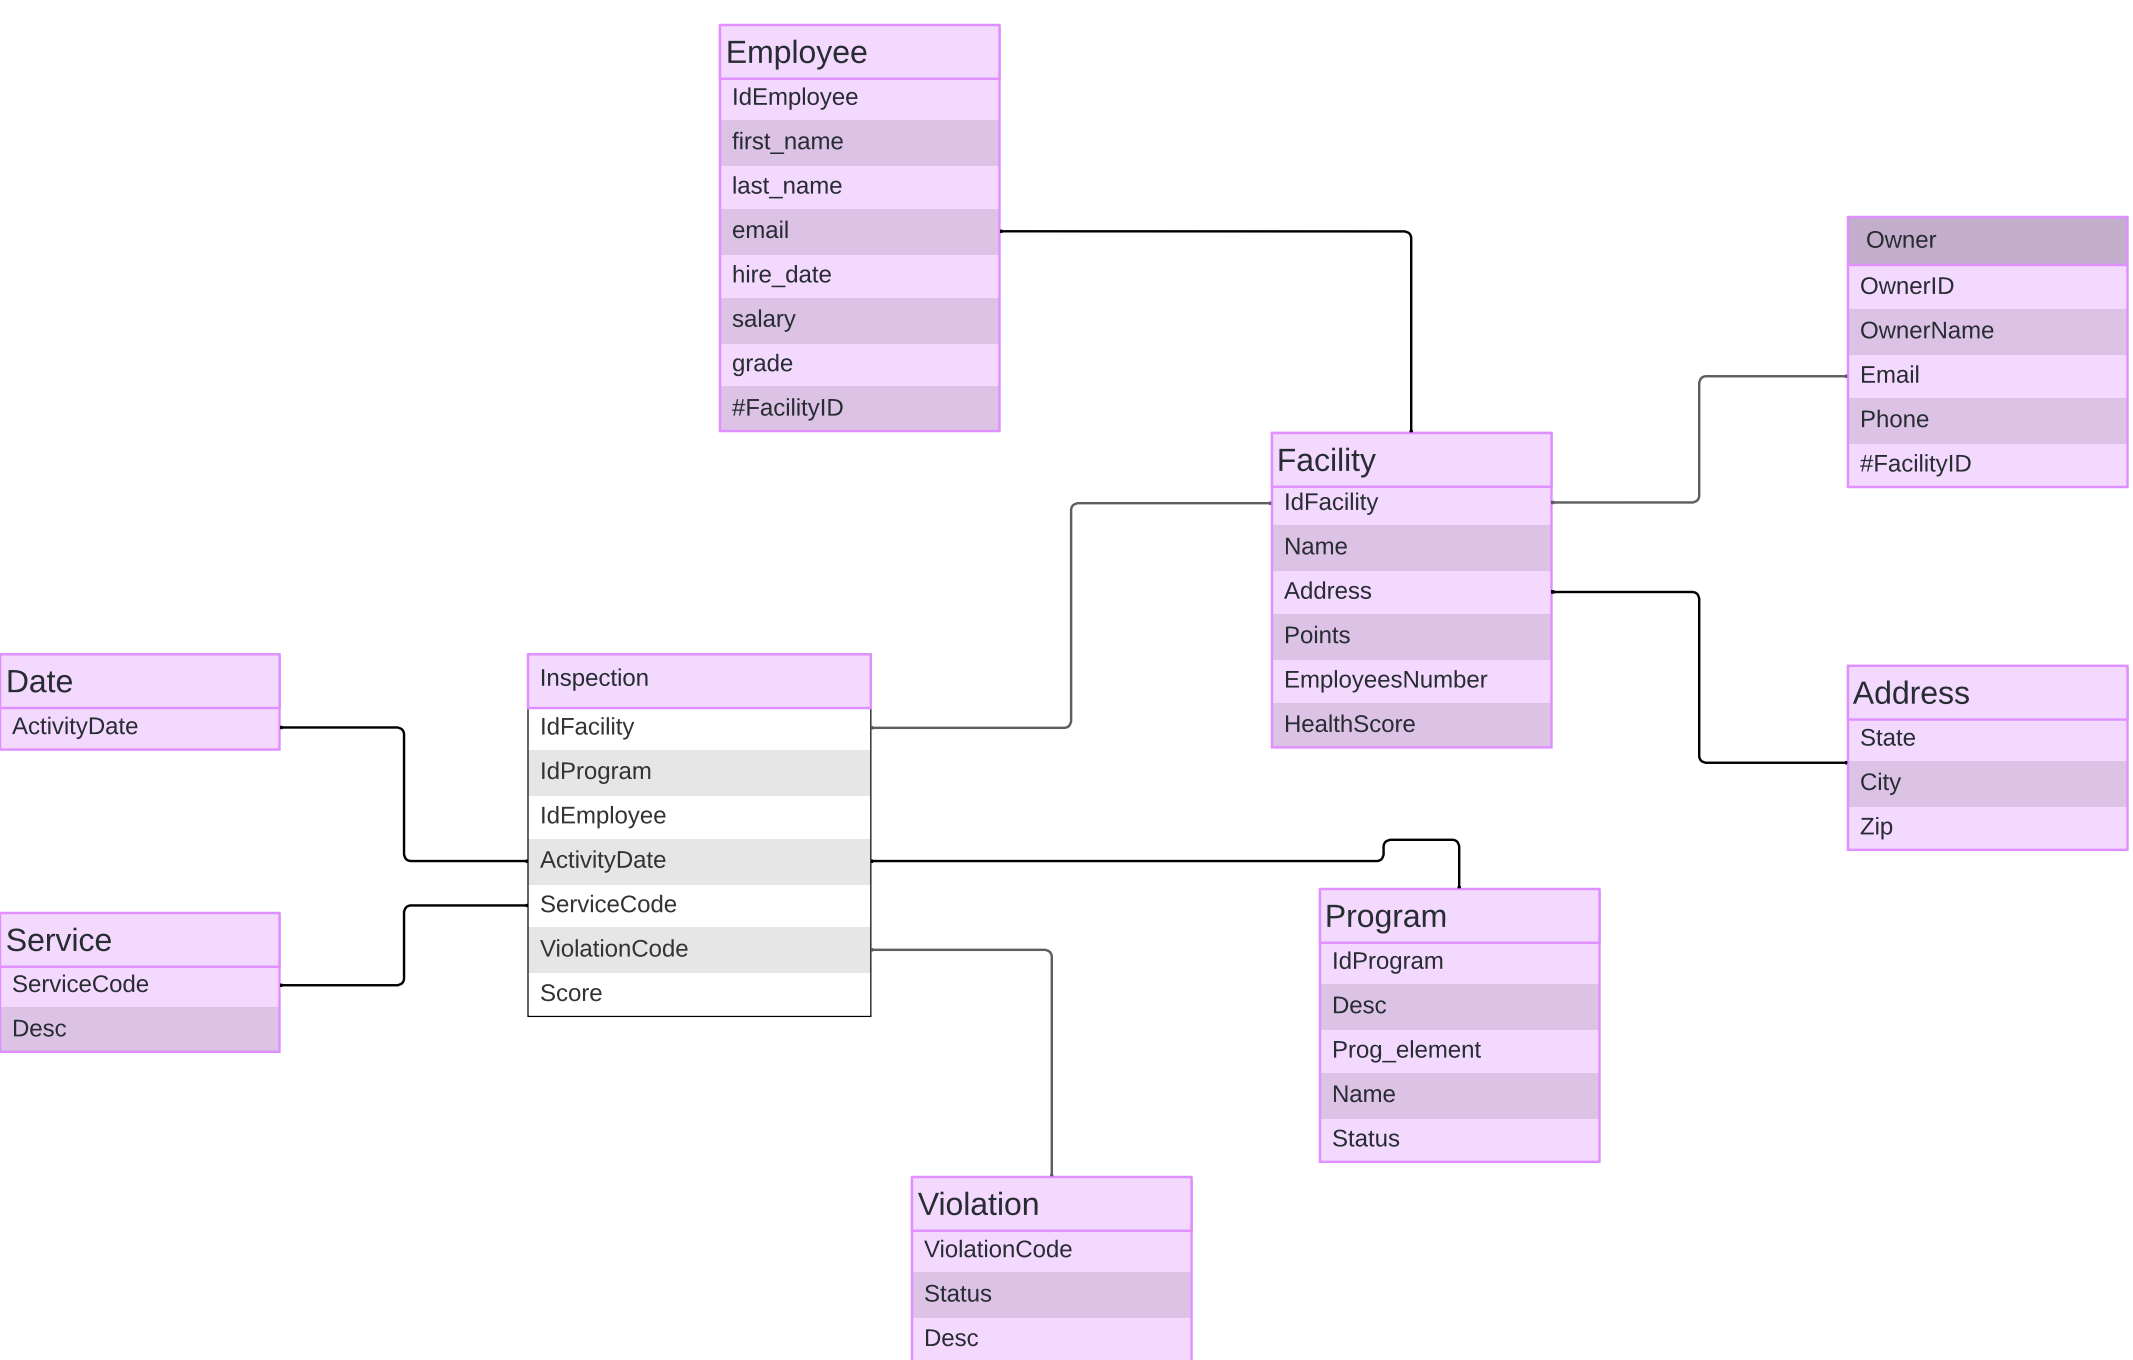 Employee
IdEmployee
first_name
last_name
email
hire_date
salary
grade
#FacilityID
Owner
OwnerID
OwnerName
Email
Phone
#FacilityID
Facility
IdFacility
Name
Address
Points
EmployeesNumber
HealthScore
Date
ActivityDate
Inspection
IdFacility
IdProgram
IdEmployee
ActivityDate
ServiceCode
ViolationCode
Score
Address
State
City
Zip
Service
ServiceCode
Desc
Program
IdProgram
Desc
Prog_element
Name
Status
Violation
ViolationCode
Status
Desc